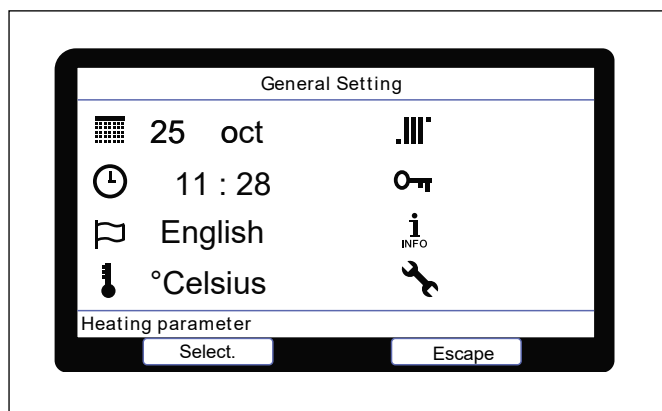 General Setting
25 oct
11 : 28
English
INFO
°Celsius
Heating parameter
Select.
Escape